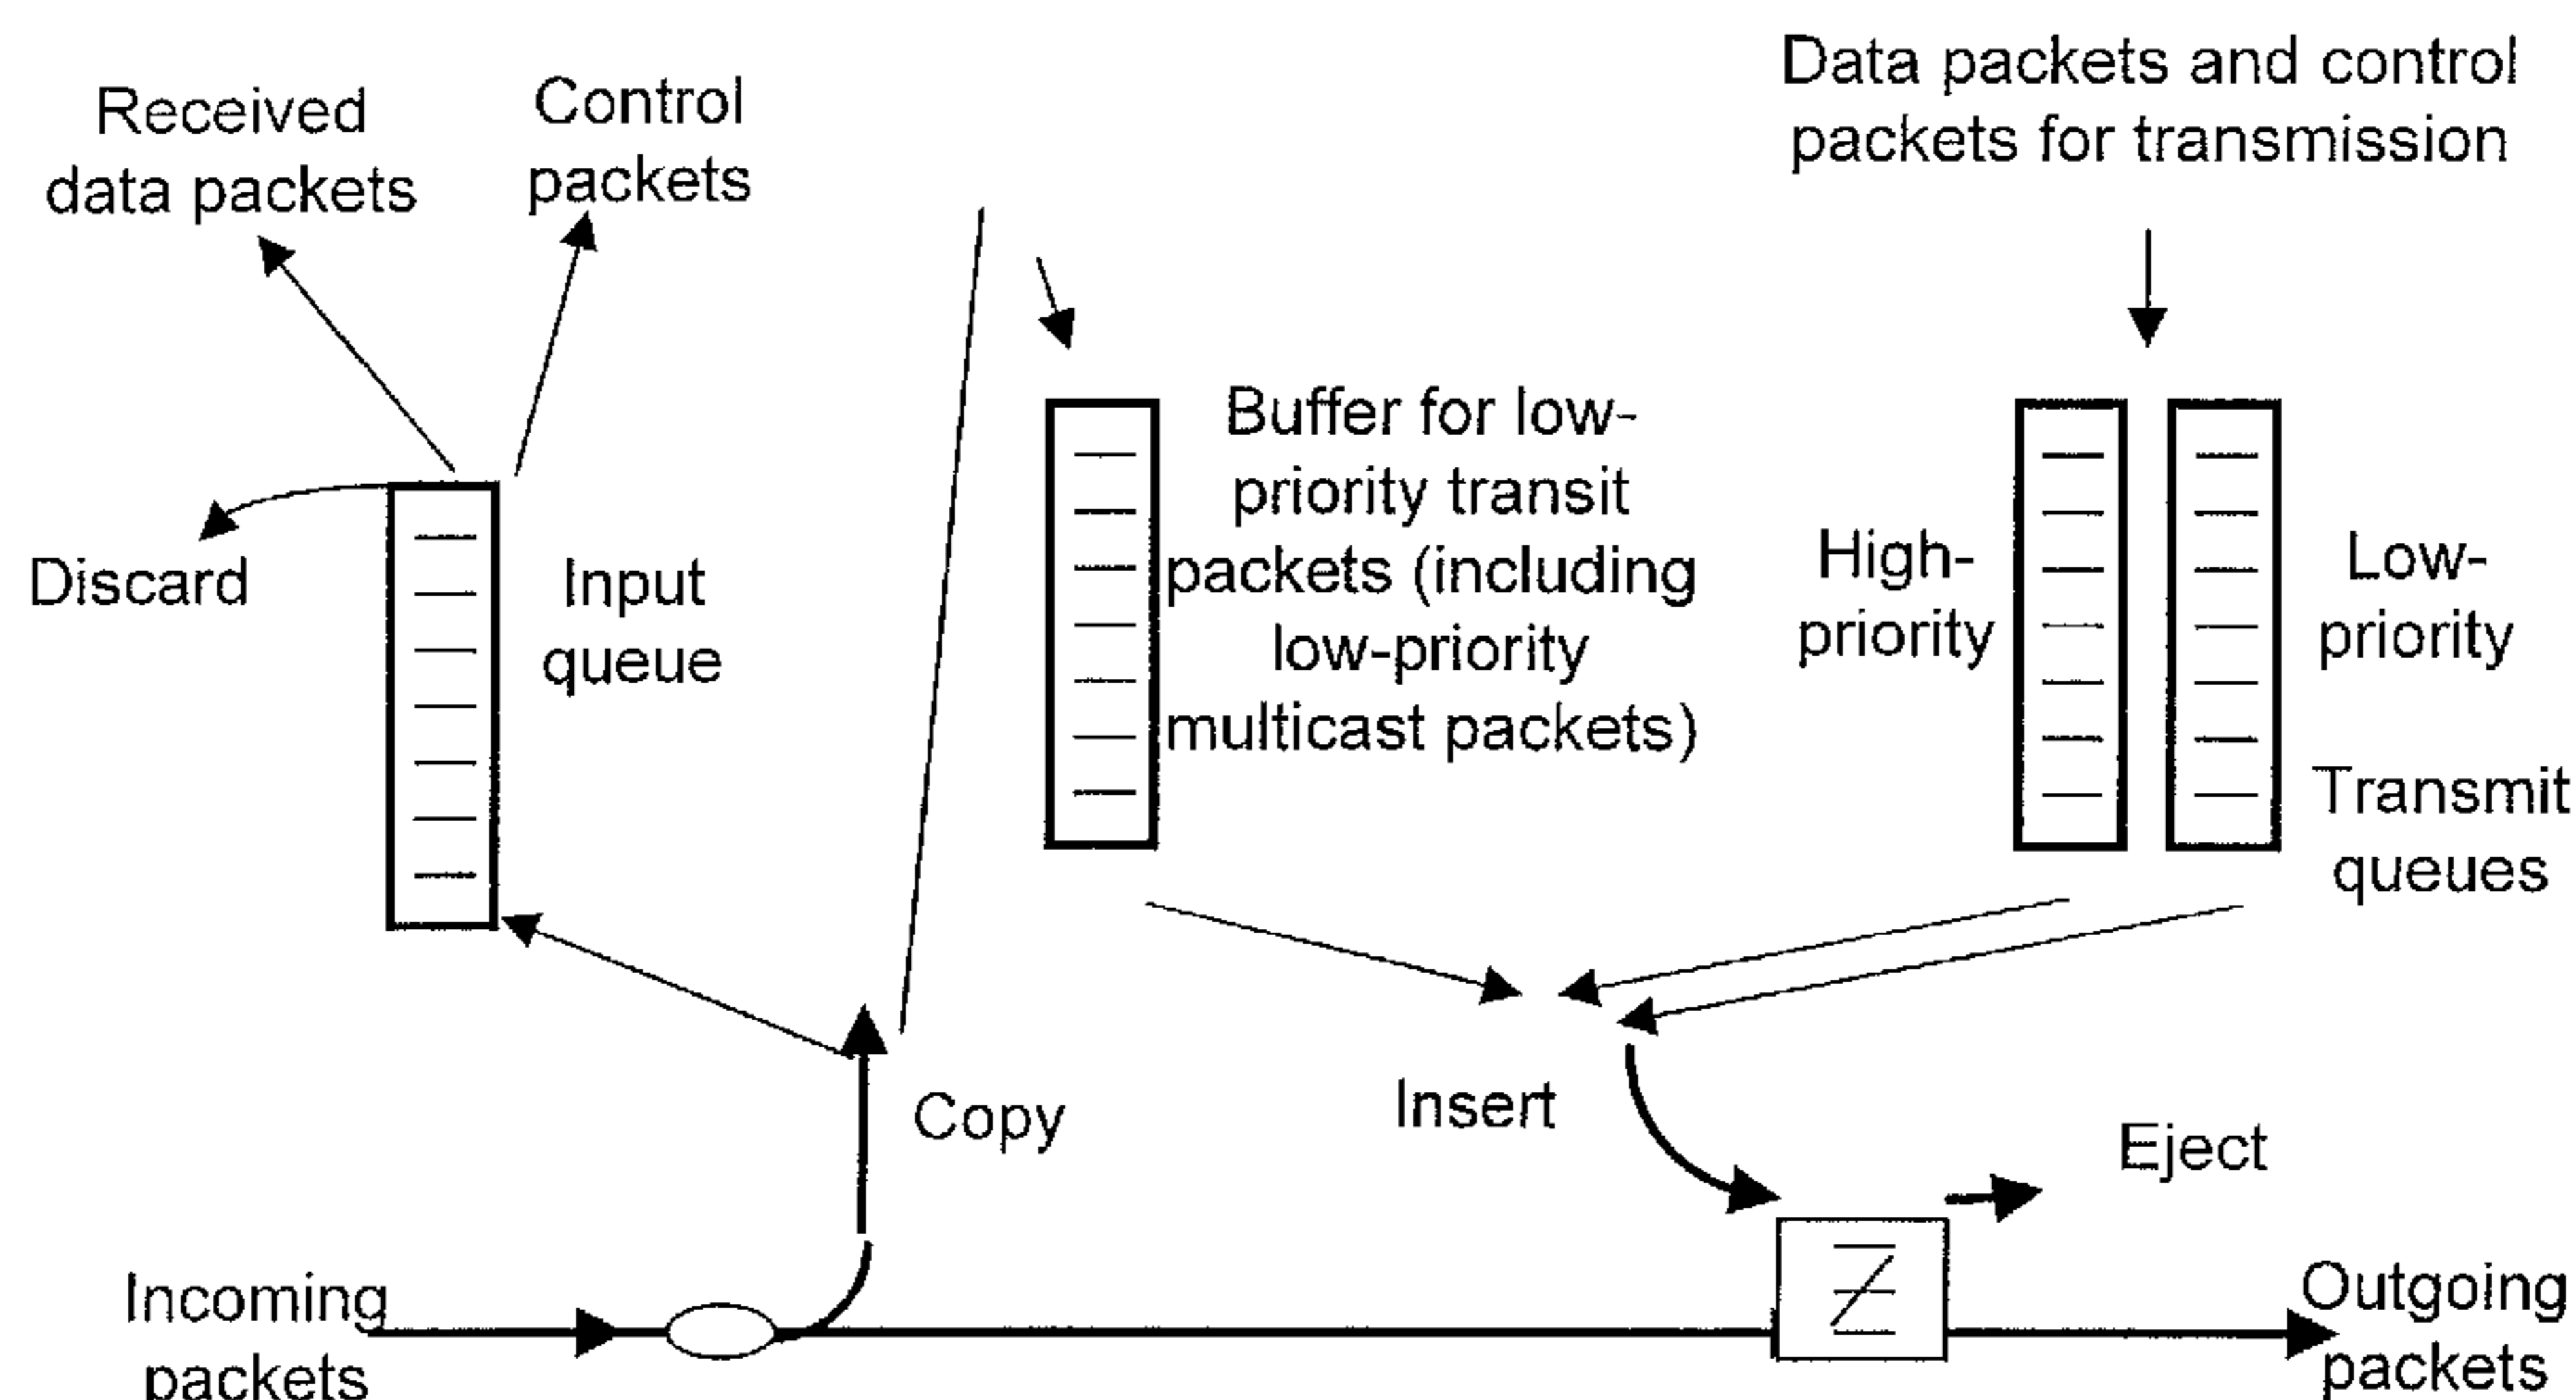 Received
data packets
Control
packets
Data packets and control
packets for transmission
Discard
Input
queue
Buffer for low-
priority transit
packets (including
low-priority
multicast packets)
High-
priority
Low-
priority
Transmit
queues
Copy
Insert
Eject
Incoming
packets
Outgoing
packets